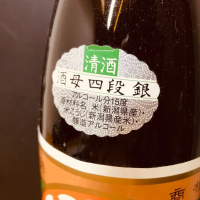 清酒
酒母四段 銀
アルコール分15度
原材料名 米(新潟県産)・
米こうじ(新潟県産米)・
醸造アルコール